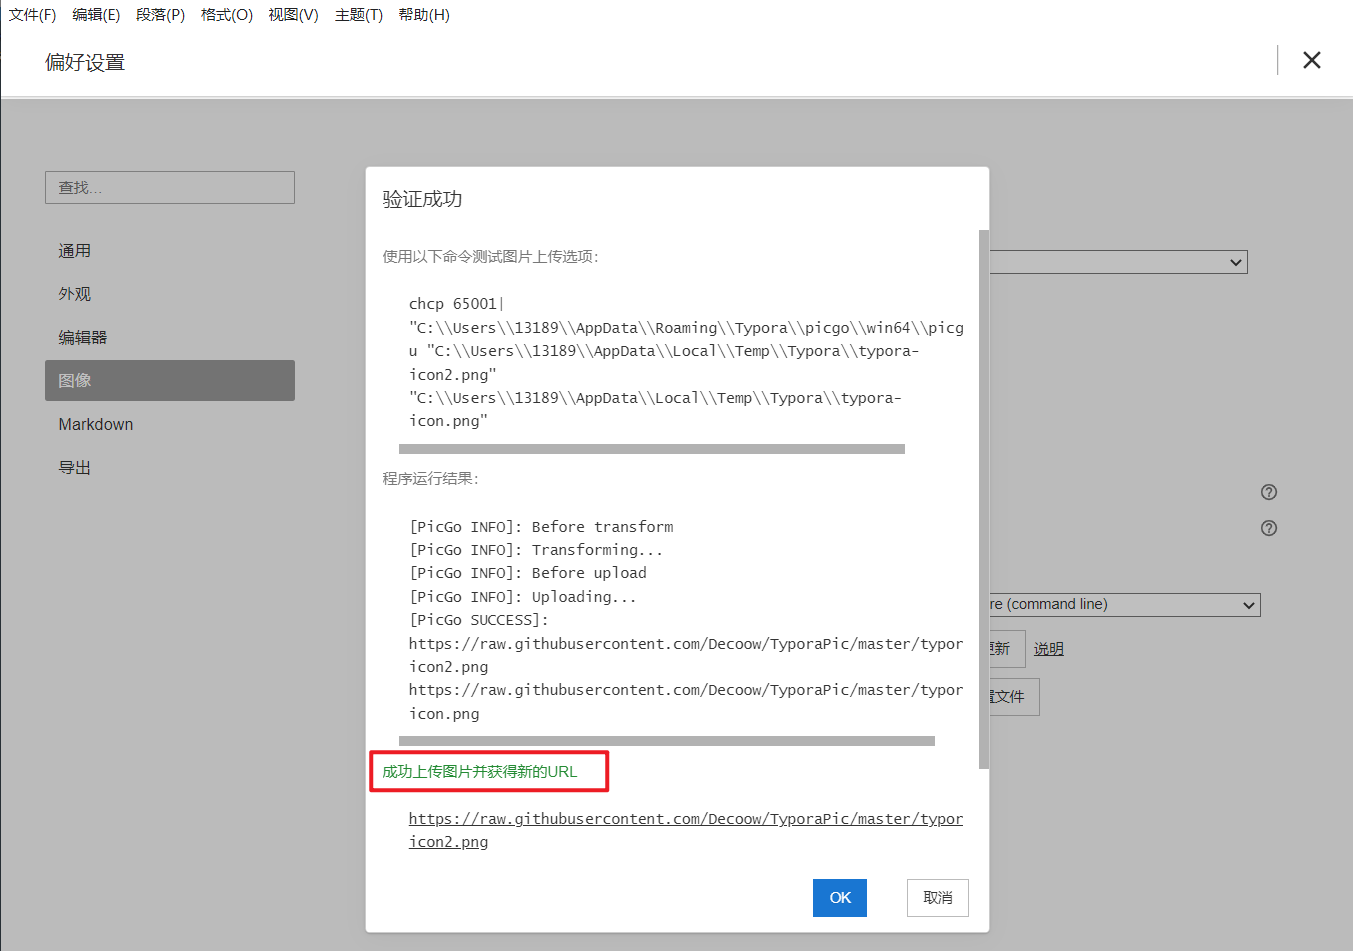 文件(F) 编辑(E) 段落(P) 格式(O) 视图(V) 主题(T) 帮助(H)
偏好设置
查找...
通用
外观
编辑器
图像
Markdown
导出
验证成功
使用以下命令测试图片上传选项:
chcp 65001|
"C:\\Users\\13189\\AppData\\Roaming\\Typora\\picgo\\win64\\picg
u "C:\\Users\\13189\\AppData\\Local\\Temp\\Typora\\typora-
icon2.png"
"C:\\Users\\13189\\AppData\\Local\\Temp\\Typora\\typora-
icon.png"
程序运行结果:
[PicGo INFO]: Before transform
[PicGo INFO]: Transforming...
[PicGo INFO]: Before upload
[PicGo INFO]: Uploading...
[PicGo SUCCESS]:
https://raw.githubusercontent.com/Decoow/TyporaPic/master/typor
icon2.png
https://raw.githubusercontent.com/Decoow/TyporaPic/master/typor
icon.png
成功上传图片并获得新的URL
https://raw.githubusercontent.com/Decoow/TyporaPic/master/typor
icon2.png
OK 取消
re (command line)
更新 说明
置文件